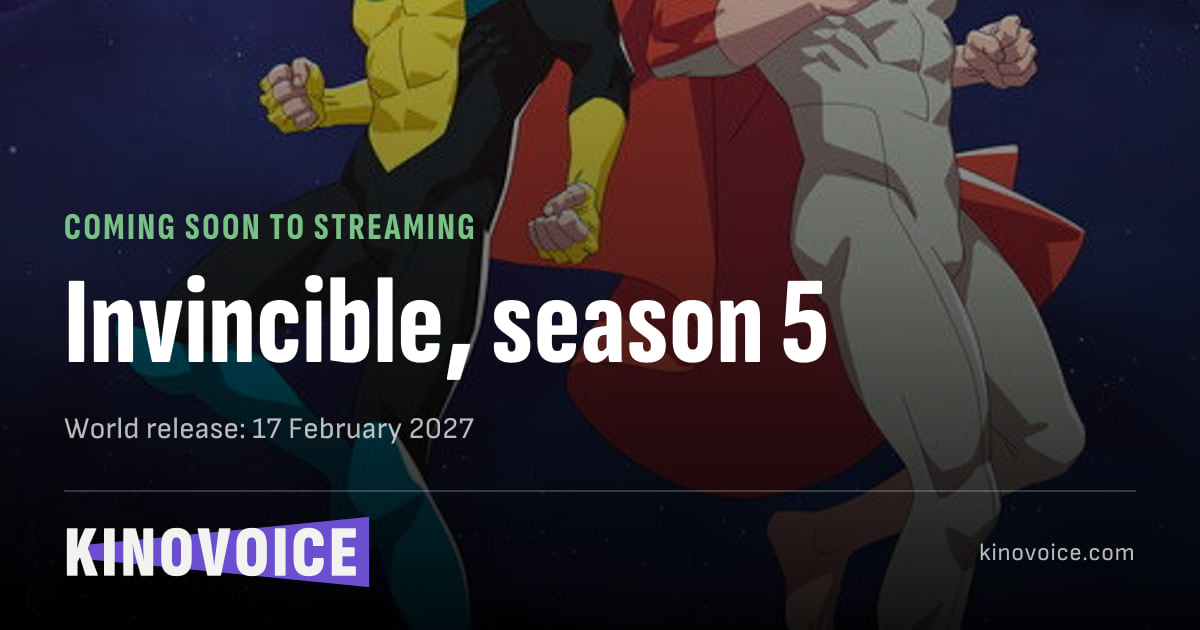 COMING SOON TO STREAMING
Invincible, season 5
World release: 17 February 2027
KINOVOICE
kinovoice.com